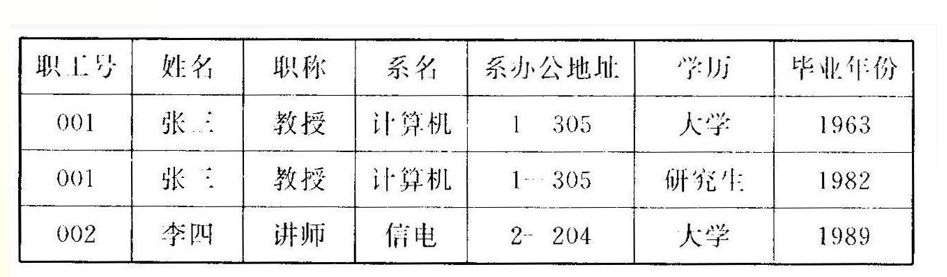 职工号 姓名 职称 系名 系办公地址 学历 毕业年份
001 张三 教授 计算机 1-305 大学 1963
001 张三 教授 计算机 1-305 研究生 1982
002 李四 讲师 信电 2-204 大学 1989